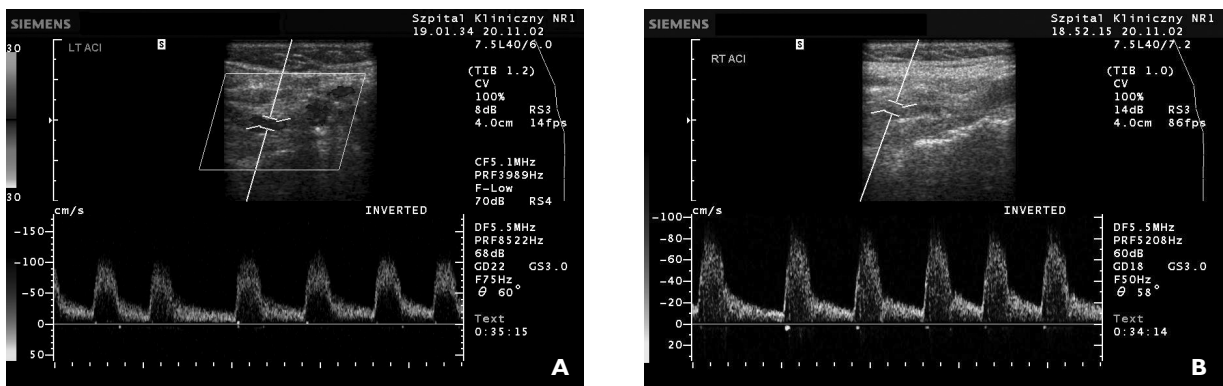 SIEMENS
Szpital Kliniczny NR1
19.01.34 20.11.02
LT ACI
S
7.5L40/6.0
30
(TIB 1.2)
CV
100%
8dB RS3
4.0cm 14fps
CF5.1MHz
PRF3989Hz
F-Low
70dB RS4
30
cm/s
INVERTED
-150
-100
-50
0
50
DF5.5MHz
PRF8522Hz
68dB
GD22 GS3.0
F75Hz
θ 60°
Text
0:35:15
A
SIEMENS
Szpital Kliniczny NR1
18.52.15 20.11.02
RT ACI
S
7.5L40/7.2
(TIB 1.0)
CV
100%
14dB RS3
4.0cm 86fps
cm/s
INVERTED
-100
-80
-60
-40
-20
0
20
DF5.5MHz
PRF5208Hz
60dB
GD18 GS3.0
F50Hz
θ 58°
Text
0:34:14
B